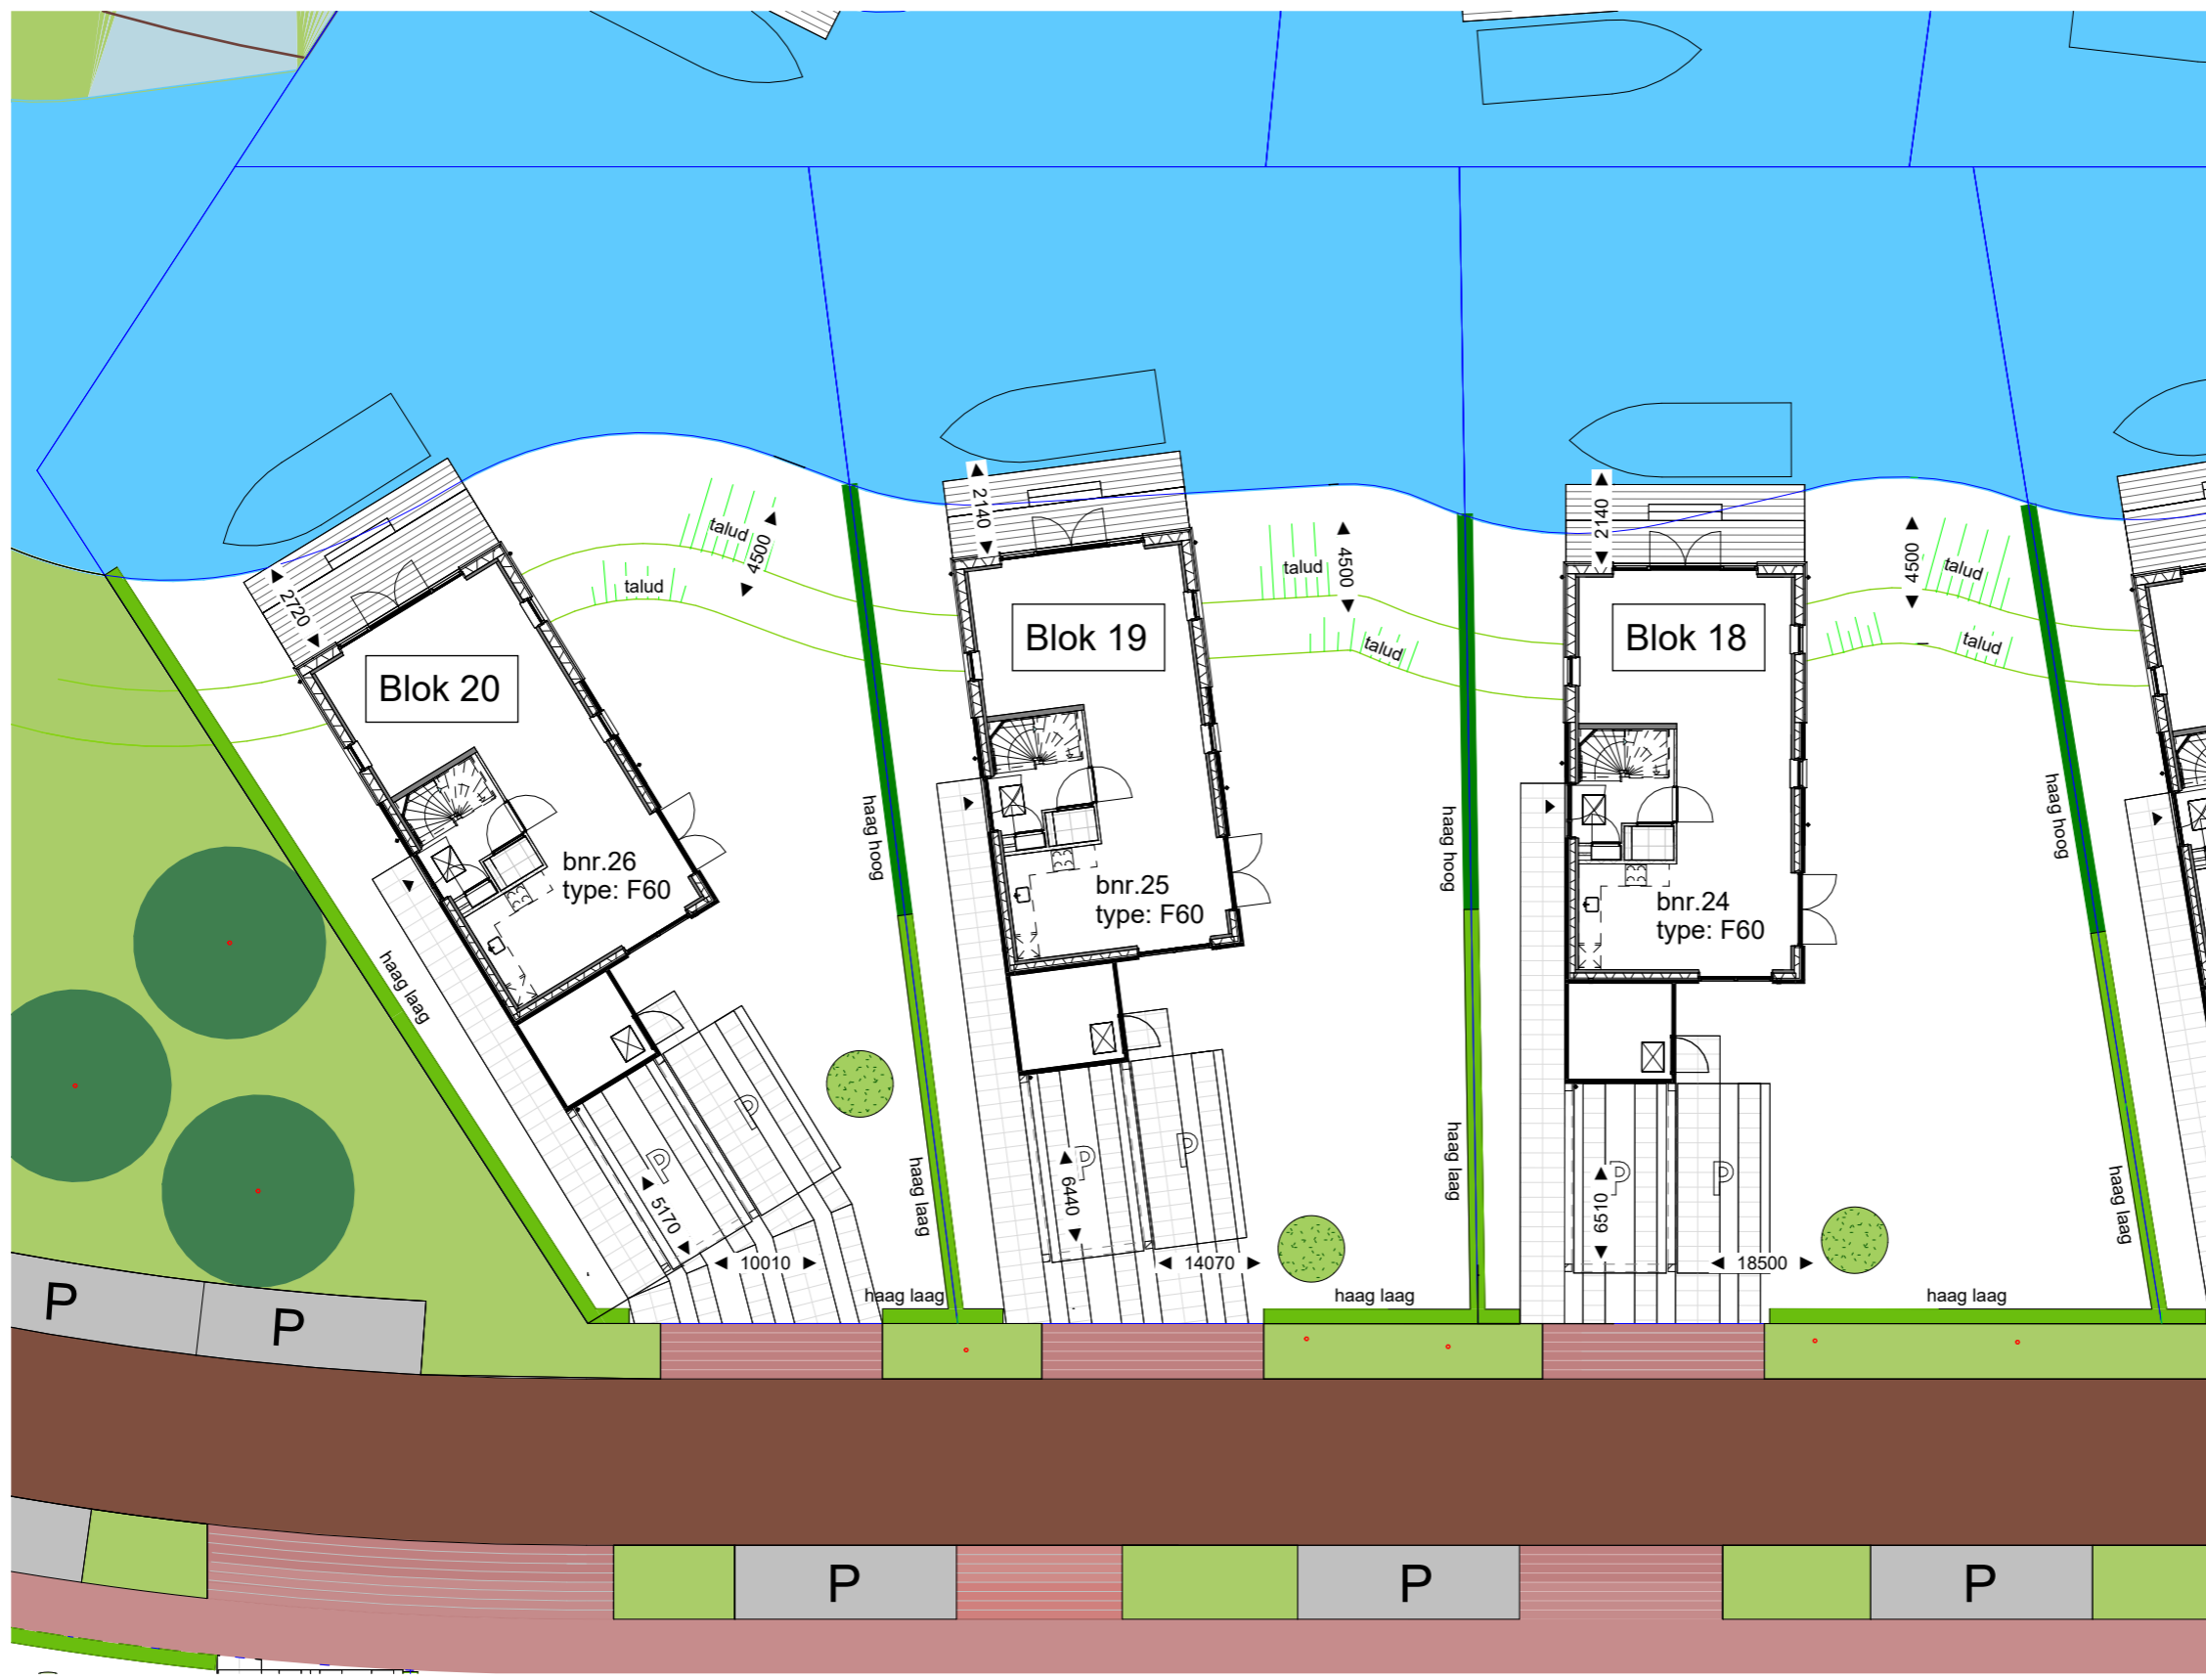 2140
2140
talud
4500
talud
2720
talud
4500
talud
4500
talud
talud
Blok 20
Blok 19
Blok 18
haag hoog
haag hoog
haag hoog
bnr.26
type: F60
bnr.25
type: F60
bnr.24
type: F60
haag laag
haag laag
haag laag
haag laag
P
P
P
P
P
P
5170
6440
6510
10010
14070
18500
haag laag
haag laag
haag laag
P
P
P
P
P